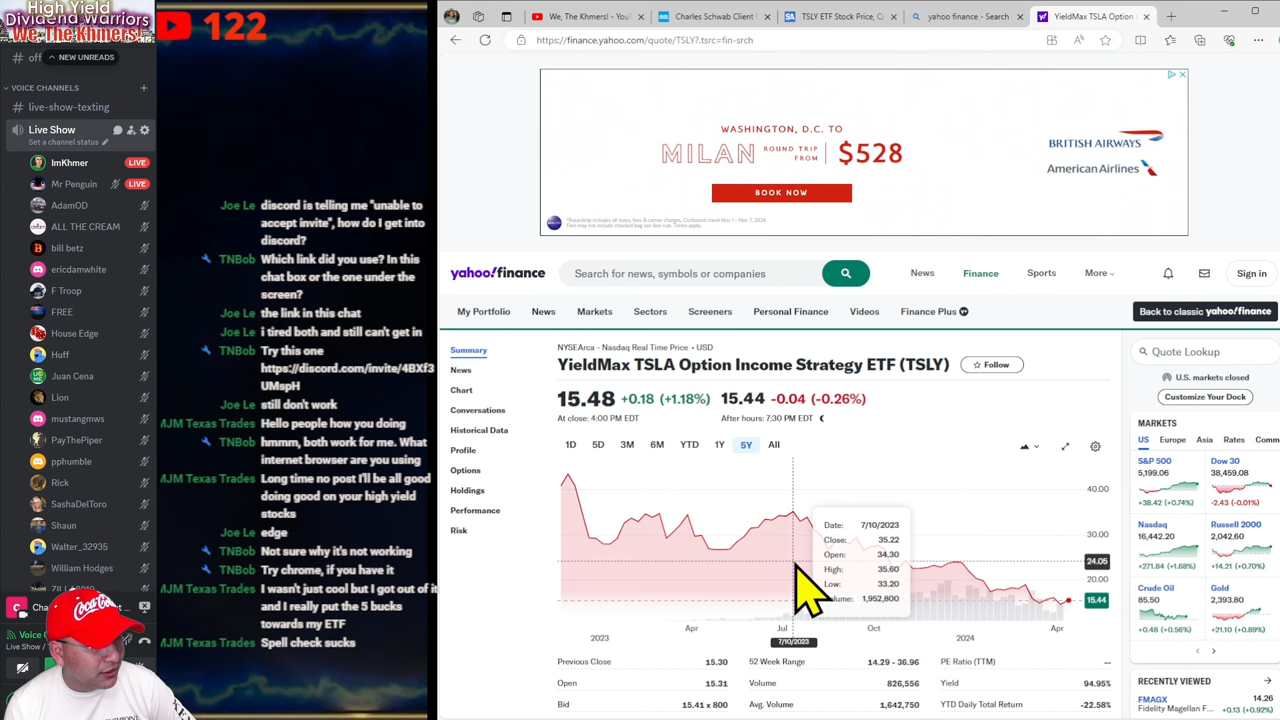 High Yield
Dividend Warriors
We, The Khmers!
122
# off
NEW UNREADS
VOICE CHANNELS
# live-show-texting
Live Show
Set a channel status
ImKhmer LIVE
Mr Penguin LIVE
AdamOD
ALL THE CREAM
bill betz
ericdamwhite
F Troop
FREE
House Edge
Huff
Juan Cena
Lion
mustangmws
PayThePiper
pphumble
Rick
SashaDelToro
Shaun
Walter_32935
William Hodges
Voice
Live Show /
Joe Le discord is telling me "unable to
accept invite", how do I get into
discord?
TNBob Which link did you use? In this
chat box or the one under the
screen?
Joe Le the link in this chat
Joe Le i tired both and still can't get in
TNBob Try this one
https://discord.com/invite/4BXf3
UMspH
Joe Le still don't work
MJM Texas Trades Hello people how you doing
TNBob hmmm, both work for me. What
internet browser are you using
MJM Texas Trades Long time no post I'll be all good
doing good on your high yield
stocks
Joe Le edge
TNBob Not sure why it's not working
TNBob Try chrome, if you have it
MJM Texas Trades I wasn't just cool but I got out of it
and I really put the 5 bucks
towards my ETF
MJM Texas Trades Spell check sucks
We, The Khmers! - You
Charles Schwab Client C
TSLY ETF Stock Price, Q
yahoo finance - Search
YieldMax TSLA Option I
https://finance.yahoo.com/quote/TSLY?.tsrc=fin-srch
WASHINGTON, D.C. TO
MILAN ROUND TRIP FROM $528
BOOK NOW
BRITISH AIRWAYS
American Airlines
yahoo!finance
Search for news, symbols or companies
News Finance Sports More
Sign in
My Portfolio News Markets Sectors Screeners Personal Finance Videos Finance Plus
Back to classic yahoo!finance
Summary
News
Chart
Conversations
Historical Data
Profile
Options
Holdings
Performance
Risk
NYSEArca - Nasdaq Real Time Price • USD
YieldMax TSLA Option Income Strategy ETF (TSLY)
Follow
15.48 +0.18 (+1.18%) 15.44 -0.04 (-0.26%)
At close: 4:00 PM EDT After hours: 7:30 PM EDT
1D 5D 3M 6M YTD 1Y 5Y All
40.00
30.00
24.05
20.00
15.44
Date: 7/10/2023
Close: 35.22
Open: 34.30
High: 35.60
Low: 33.20
olume: 1,952,800
Apr Jul Oct Apr
2023 2024
7/10/2023
Previous Close 15.30 52 Week Range 14.29 - 36.96 PE Ratio (TTM) --
Open 15.31 Volume 826,556 Yield 94.95%
Bid 15.41 x 800 Avg. Volume 1,642,750 YTD Daily Total Return -22.58%
Quote Lookup
U.S. markets closed
Customize Your Dock
MARKETS
US Europe Asia Rates Commo
S&P 500 Dow 30
5,199.06 38,459.08
+38.42 (+0.74%) -2.43 (-0.01%)
Nasdaq Russell 2000
16,442.20 2,042.60
+271.84 (+1.68%) +14.21 (+0.70%)
Crude Oil Gold
85.50 2,393.80
+0.48 (+0.56%) +21.10 (+0.89%)
RECENTLY VIEWED
FMAGX 14.26
Fidelity Magellan F... +0.13 (+0.92%)